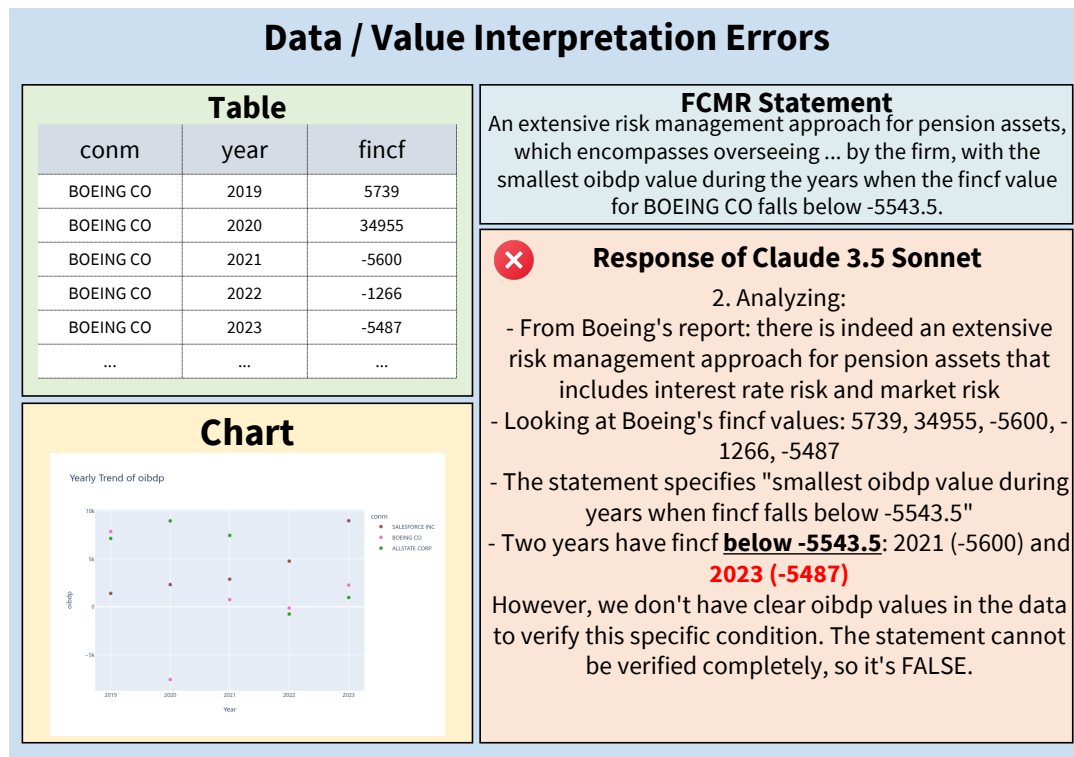 Data / Value Interpretation Errors
Table
conm year fincf
BOEING CO 2019 5739
BOEING CO 2020 34955
BOEING CO 2021 -5600
BOEING CO 2022 -1266
BOEING CO 2023 -5487
... ... ...
Chart
Yearly Trend of oibdp
10k
5k
0
−5k
oibdp
2019 2020 2021 2022 2023
Year
conm
SALESFORCE INC
BOEING CO
ALLSTATE CORP
FCMR Statement
An extensive risk management approach for pension assets,
which encompasses overseeing ... by the firm, with the
smallest oibdp value during the years when the fincf value
for BOEING CO falls below -5543.5.
Response of Claude 3.5 Sonnet
2. Analyzing:
- From Boeing's report: there is indeed an extensive
risk management approach for pension assets that
includes interest rate risk and market risk
- Looking at Boeing's fincf values: 5739, 34955, -5600, -
1266, -5487
- The statement specifies "smallest oibdp value during
years when fincf falls below -5543.5"
- Two years have fincf below -5543.5: 2021 (-5600) and
2023 (-5487)
However, we don't have clear oibdp values in the data
to verify this specific condition. The statement cannot
be verified completely, so it's FALSE.